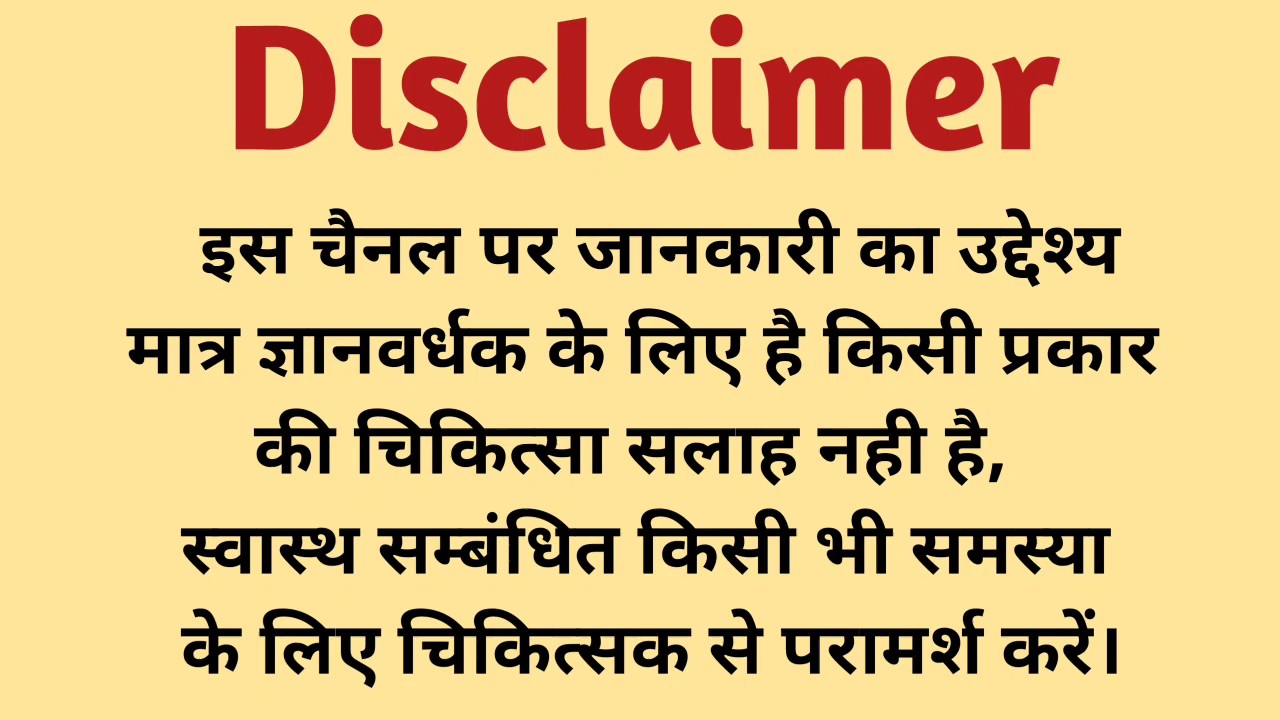 Disclaimer
इस चैनल पर जानकारी का उद्देश्य
मात्र ज्ञानवर्धक के लिए है किसी प्रकार
की चिकित्सा सलाह नही है,
स्वास्थ सम्बंधित किसी भी समस्या
के लिए चिकित्सक से परामर्श करें।